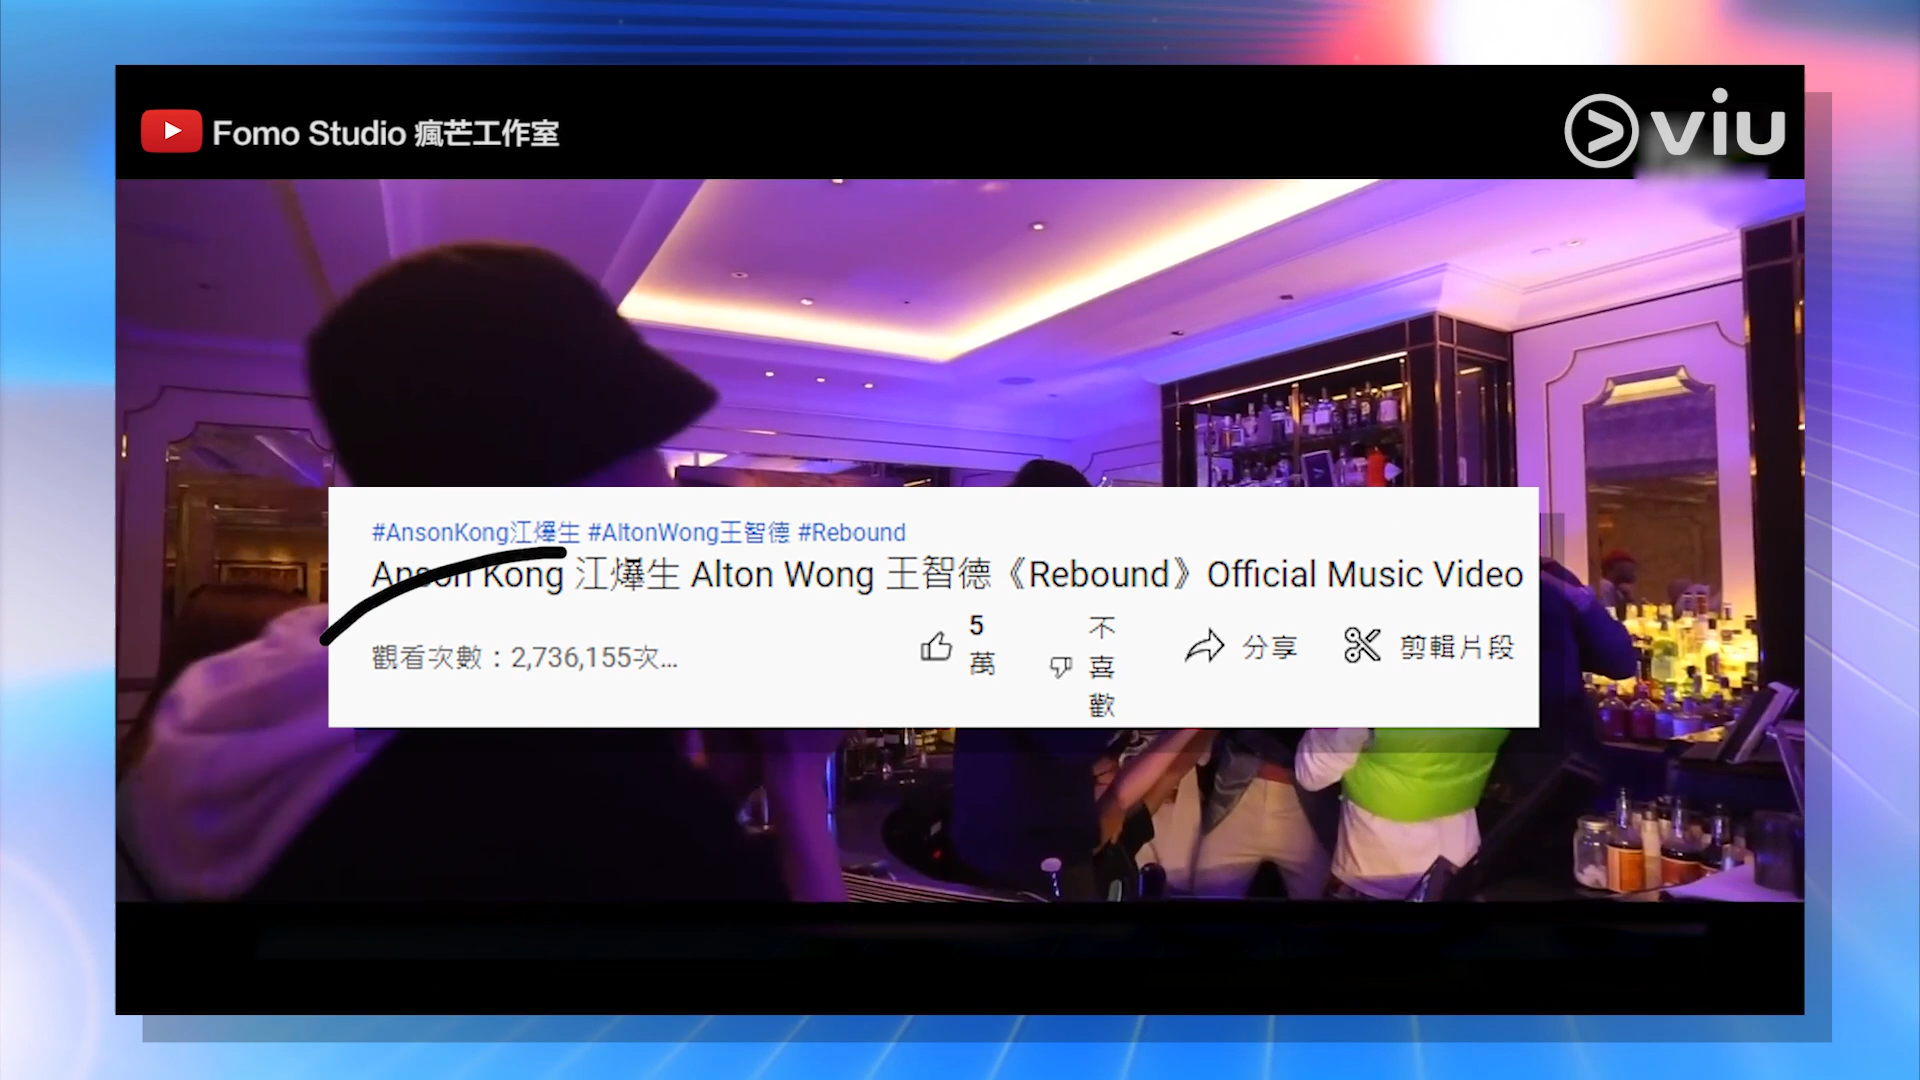 Fomo Studio 瘋芒工作室
viu
#AnsonKong江𤒹生 #AltonWong王智德 #Rebound
Anson Kong 江𤒹生 Alton Wong 王智德《Rebound》Official Music Video
觀看次數：2,736,155次...
5
萬
不
喜
歡
分享
剪輯片段